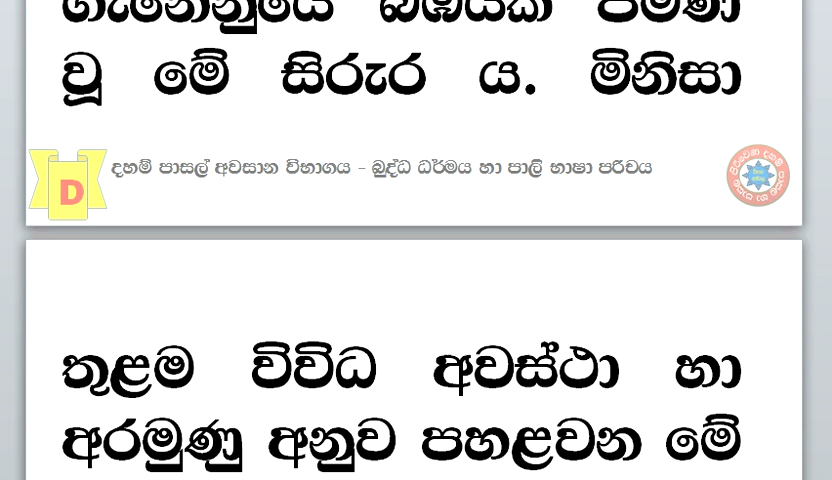 වූ මේ සිරුර ය. මිනිසා
D
දහම් පාසල් අවසාන විභාගය - බුද්ධ ධර්මය හා පාලි භාෂා පරිචය
තුළම විවිධ අවස්ථා හා
අරමුණු අනුව පහළවන මේ